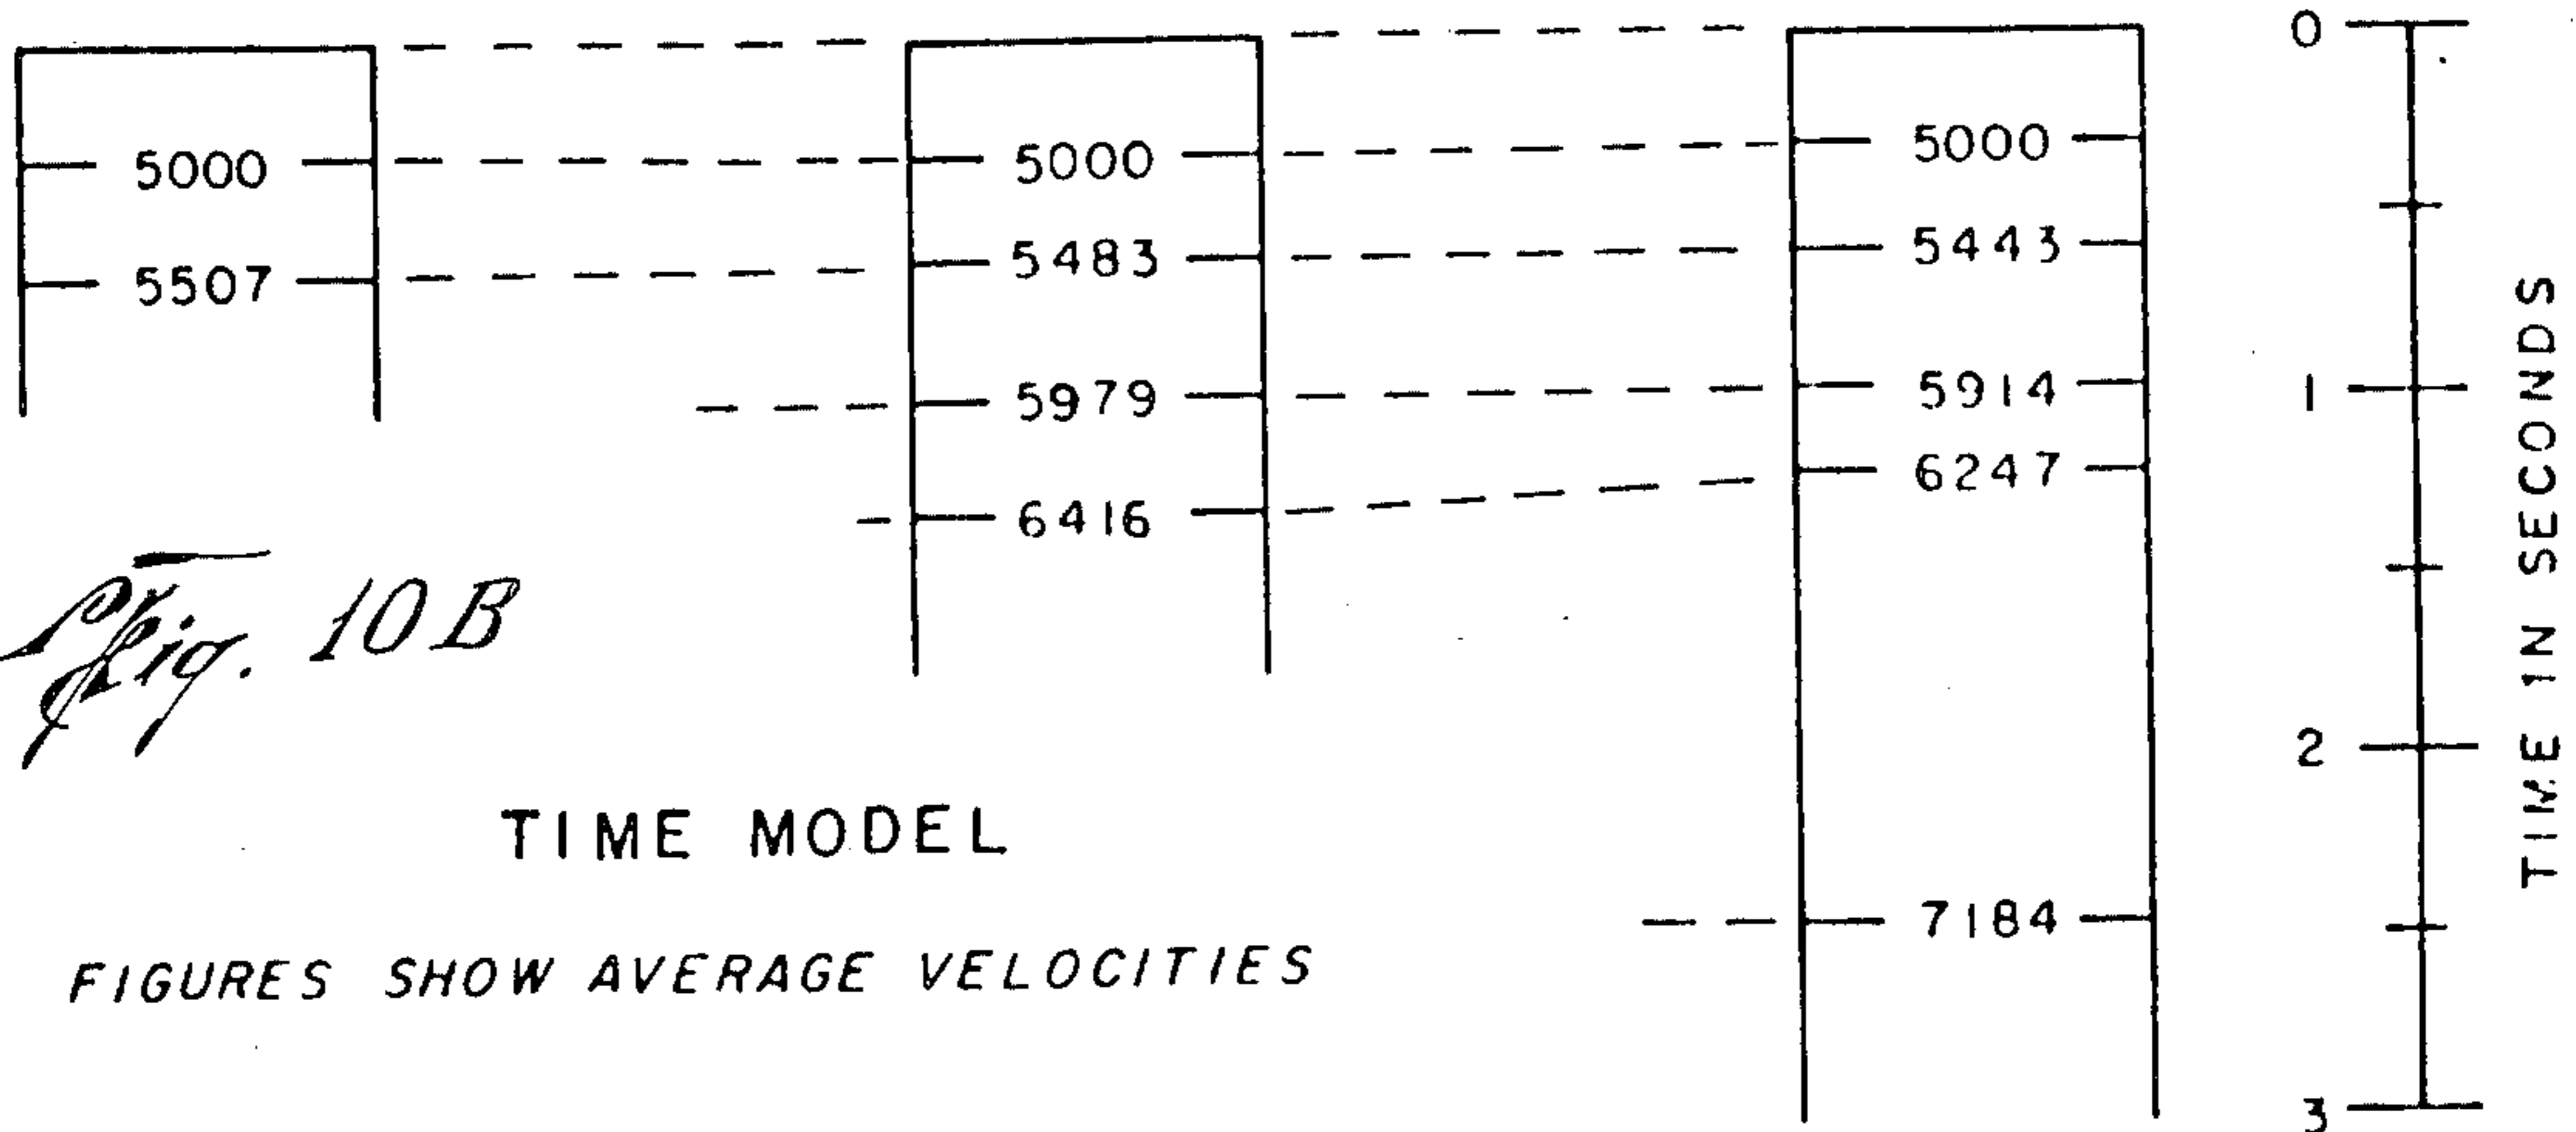 0
5000 5000 5000
5507 5483 5443
5979 5914
1
6416 6247
Fig. 10B
2
TIME MODEL
7184
FIGURES SHOW AVERAGE VELOCITIES
3
TIME IN SECONDS